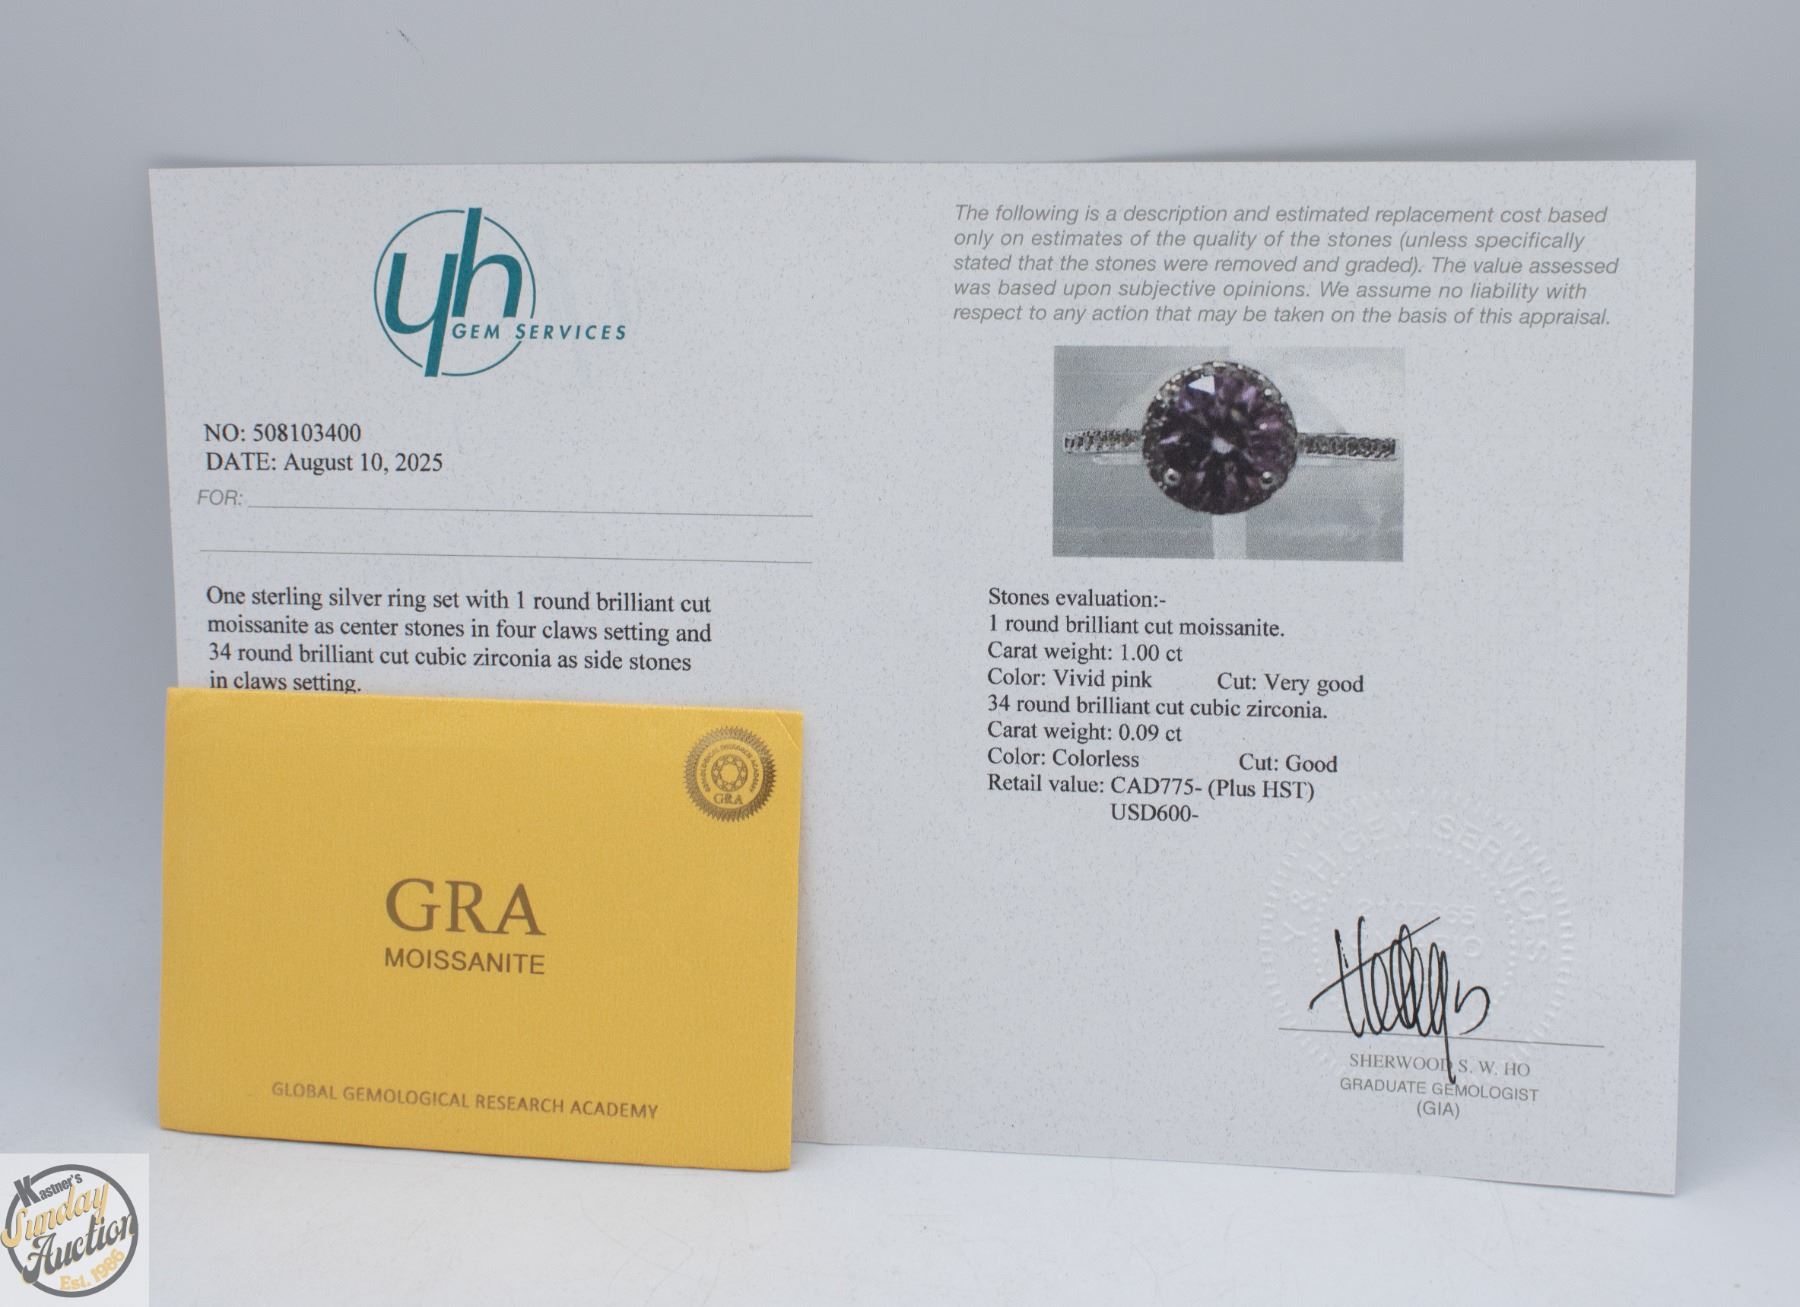 yh
GEM SERVICES
NO: 508103400
DATE: August 10, 2025
FOR:
One sterling silver ring set with 1 round brilliant cut
moissanite as center stones in four claws setting and
34 round brilliant cut cubic zirconia as side stones
in claws setting.
The following is a description and estimated replacement cost based
only on estimates of the quality of the stones (unless specifically
stated that the stones were removed and graded). The value assessed
was based upon subjective opinions. We assume no liability with
respect to any action that may be taken on the basis of this appraisal.
Stones evaluation:-
1 round brilliant cut moissanite.
Carat weight: 1.00 ct
Color: Vivid pink Cut: Very good
34 round brilliant cut cubic zirconia.
Carat weight: 0.09 ct
Color: Colorless Cut: Good
Retail value: CAD775- (Plus HST)
USD600-
Y & H GEM SERVICES
SHERWOOD S. W. HO
GRADUATE GEMOLOGIST
(GIA)
GEMOLOGICAL RESEARCH ACADEMY
GRA
GRA
MOISSANITE
GLOBAL GEMOLOGICAL RESEARCH ACADEMY
Kastner's
Sunday
Auction
Est. 1986